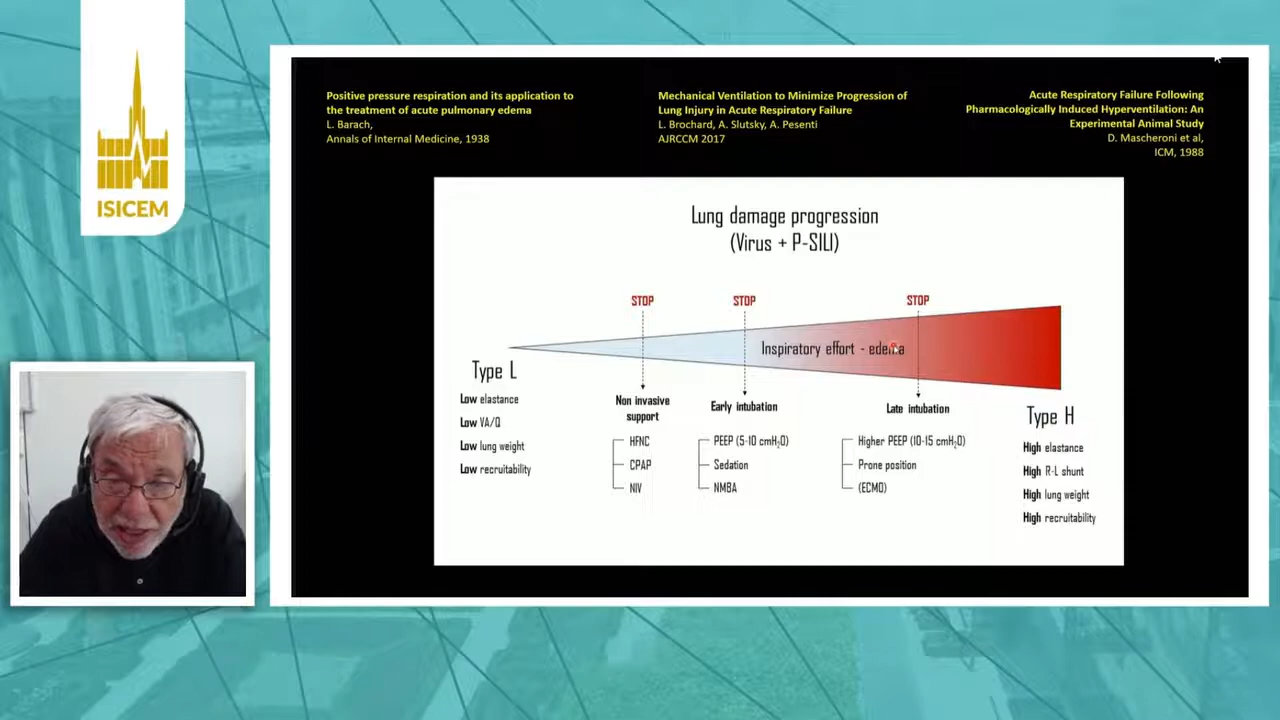 ISICEM
Positive pressure respiration and its application to
the treatment of acute pulmonary edema
L. Barach,
Annals of Internal Medicine, 1938
Mechanical Ventilation to Minimize Progression of
Lung Injury in Acute Respiratory Failure
L. Brochard, A. Slutsky, A. Pesenti
AJRCCM 2017
Acute Respiratory Failure Following
Pharmacologically Induced Hyperventilation: An
Experimental Animal Study
D. Mascheroni et al,
ICM, 1988
Lung damage progression
(Virus + P-SILI)
STOP
STOP
STOP
Inspiratory effort - edema
Type L
Low elastance
Low VA/Q
Low lung weight
Low recruitability
Non invasive
support
HFNC
CPAP
NIV
Early intubation
PEEP (5-10 cmH₂O)
Sedation
NMBA
Late intubation
Higher PEEP (10-15 cmH₂O)
Prone position
(ECMO)
Type H
High elastance
High R-L shunt
High lung weight
High recruitability